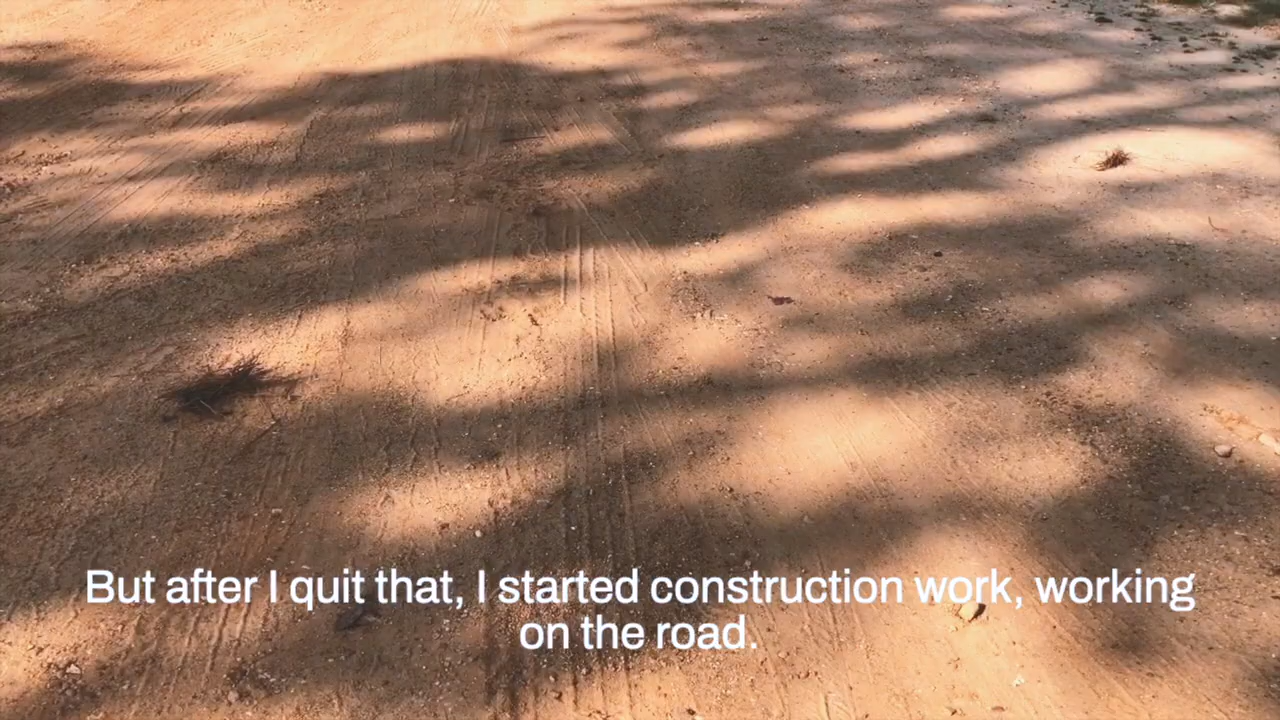 But after I quit that, I started construction work, working
on the road.